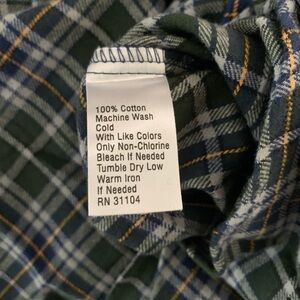 100% Cotton
Machine Wash
Cold
With Like Colors
Only Non-Chlorine
Bleach If Needed
Tumble Dry Low
Warm Iron
If Needed
RN 31104